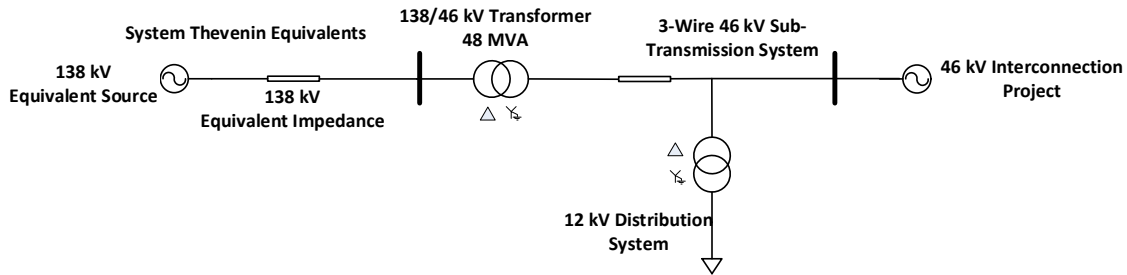 System Thevenin Equivalents
138 kV
Equivalent Source
138 kV
Equivalent Impedance
138/46 kV Transformer
48 MVA
3-Wire 46 kV Sub-
Transmission System
46 kV Interconnection
Project
12 kV Distribution
System